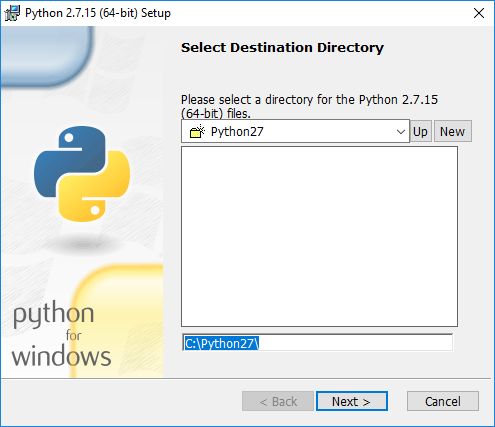 Python 2.7.15 (64-bit) Setup
Select Destination Directory
Please select a directory for the Python 2.7.15
(64-bit) files.
Python27
Up
New
C:\Python27\
python
for
windows
< Back
Next >
Cancel